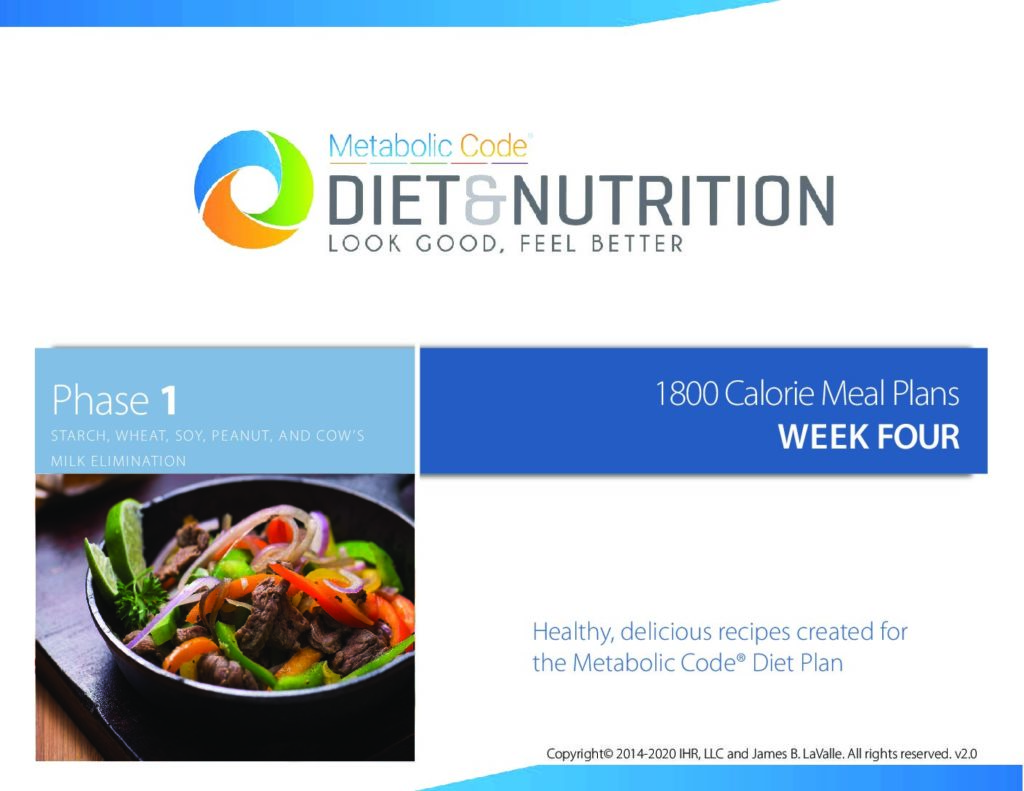 Metabolic Code®
DIET&NUTRITION
LOOK GOOD, FEEL BETTER
Phase 1
STARCH, WHEAT, SOY, PEANUT, AND COW'S
MILK ELIMINATION
1800 Calorie Meal Plans
WEEK FOUR
Healthy, delicious recipes created for
the Metabolic Code® Diet Plan
Copyright© 2014-2020 IHR, LLC and James B. LaValle. All rights reserved. v2.0